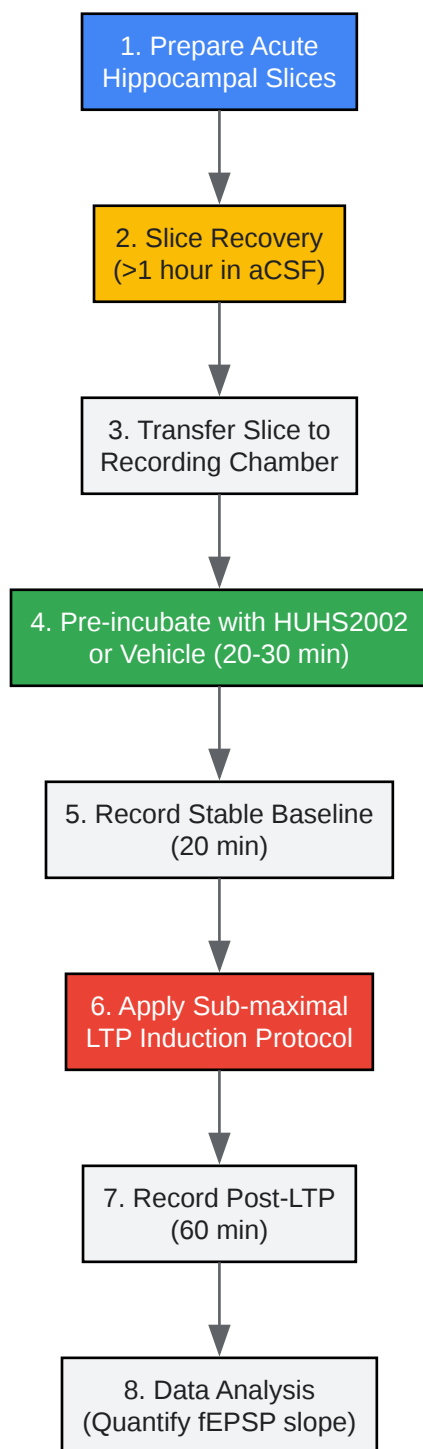 1. Prepare Acute
Hippocampal Slices
2. Slice Recovery
(>1 hour in aCSF)
3. Transfer Slice to
Recording Chamber
4. Pre-incubate with HUHS2002
or Vehicle (20-30 min)
5. Record Stable Baseline
(20 min)
6. Apply Sub-maximal
LTP Induction Protocol
7. Record Post-LTP
(60 min)
8. Data Analysis
(Quantify fEPSP slope)